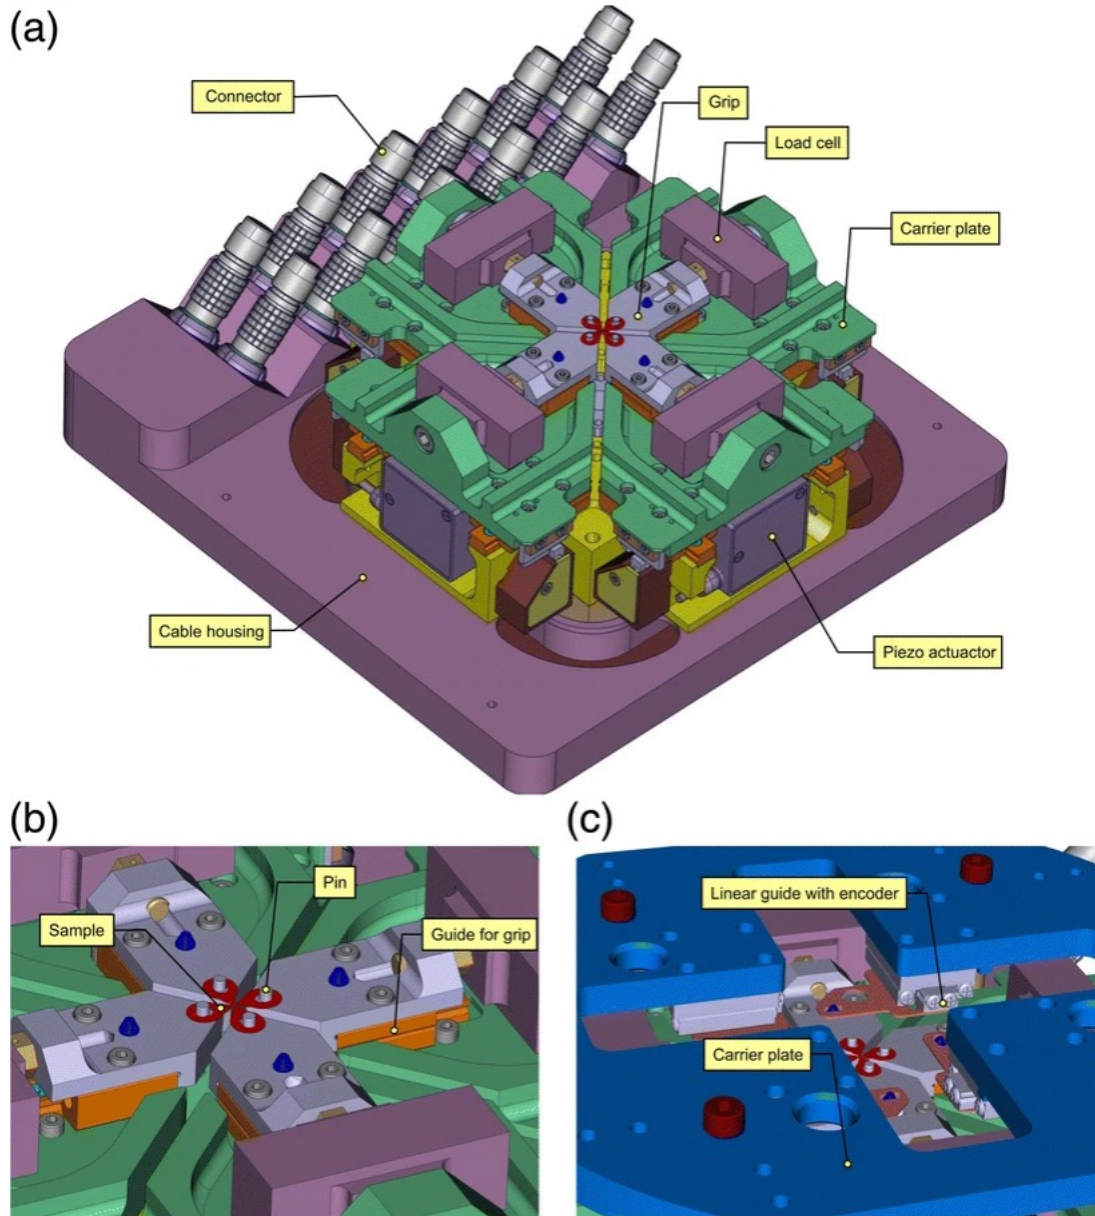 (a)
Connector
Grip
Load cell
Carrier plate
Cable housing
Piezo actuactor
(b)
(c)
Pin
Sample
Guide for grip
Linear guide with encoder
Carrier plate